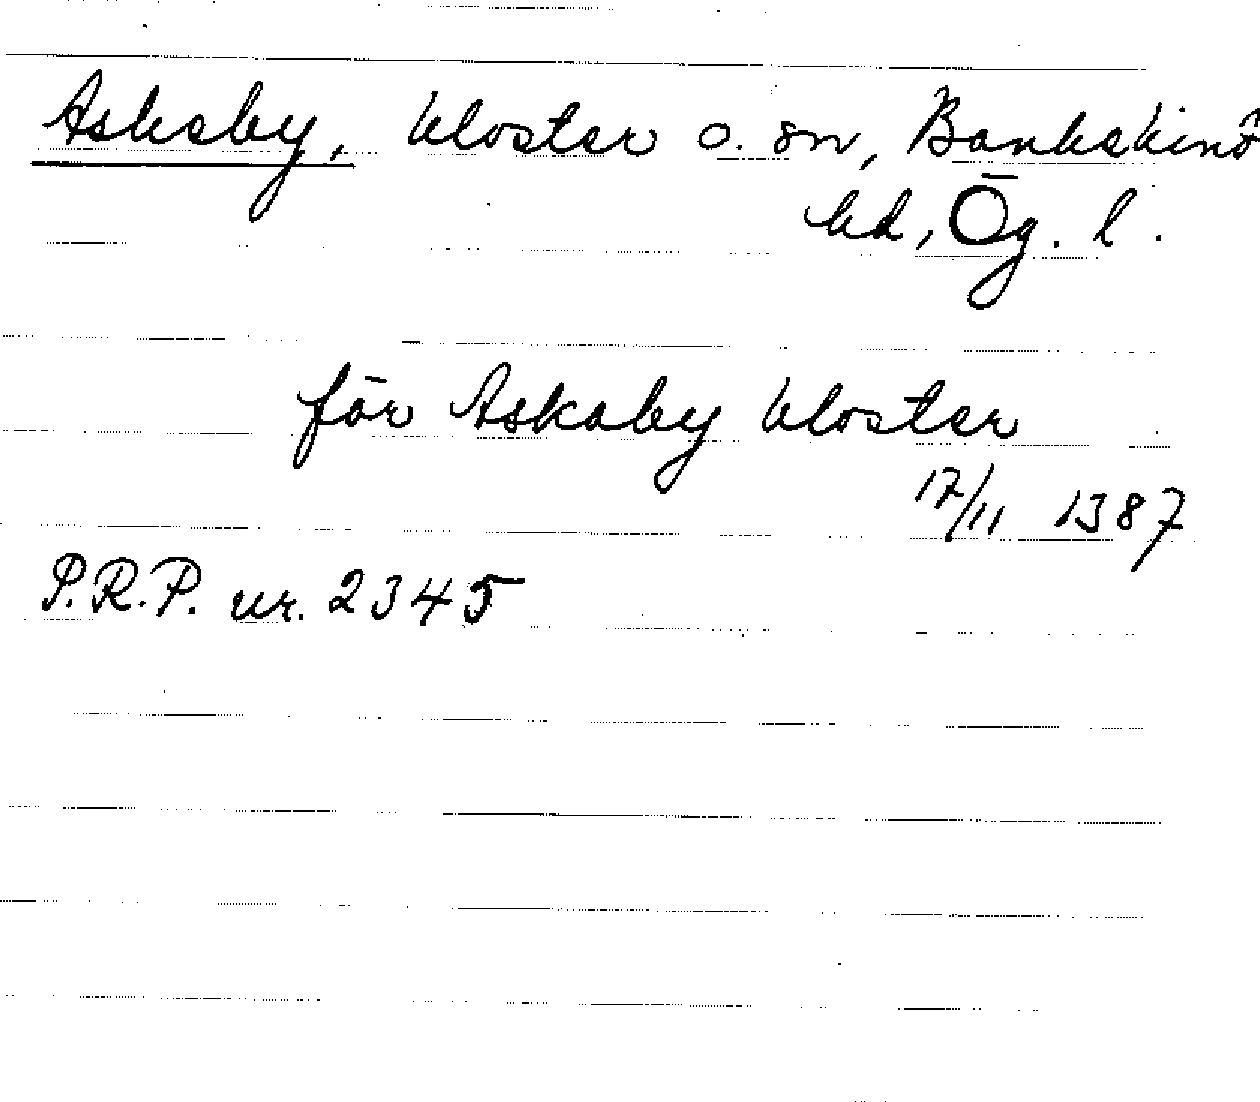 Askeby, kloster o. sn, Bankekinds
hd, Ög. l.
för Askaby kloster
17/11 1387
P.R.P. nr. 2345